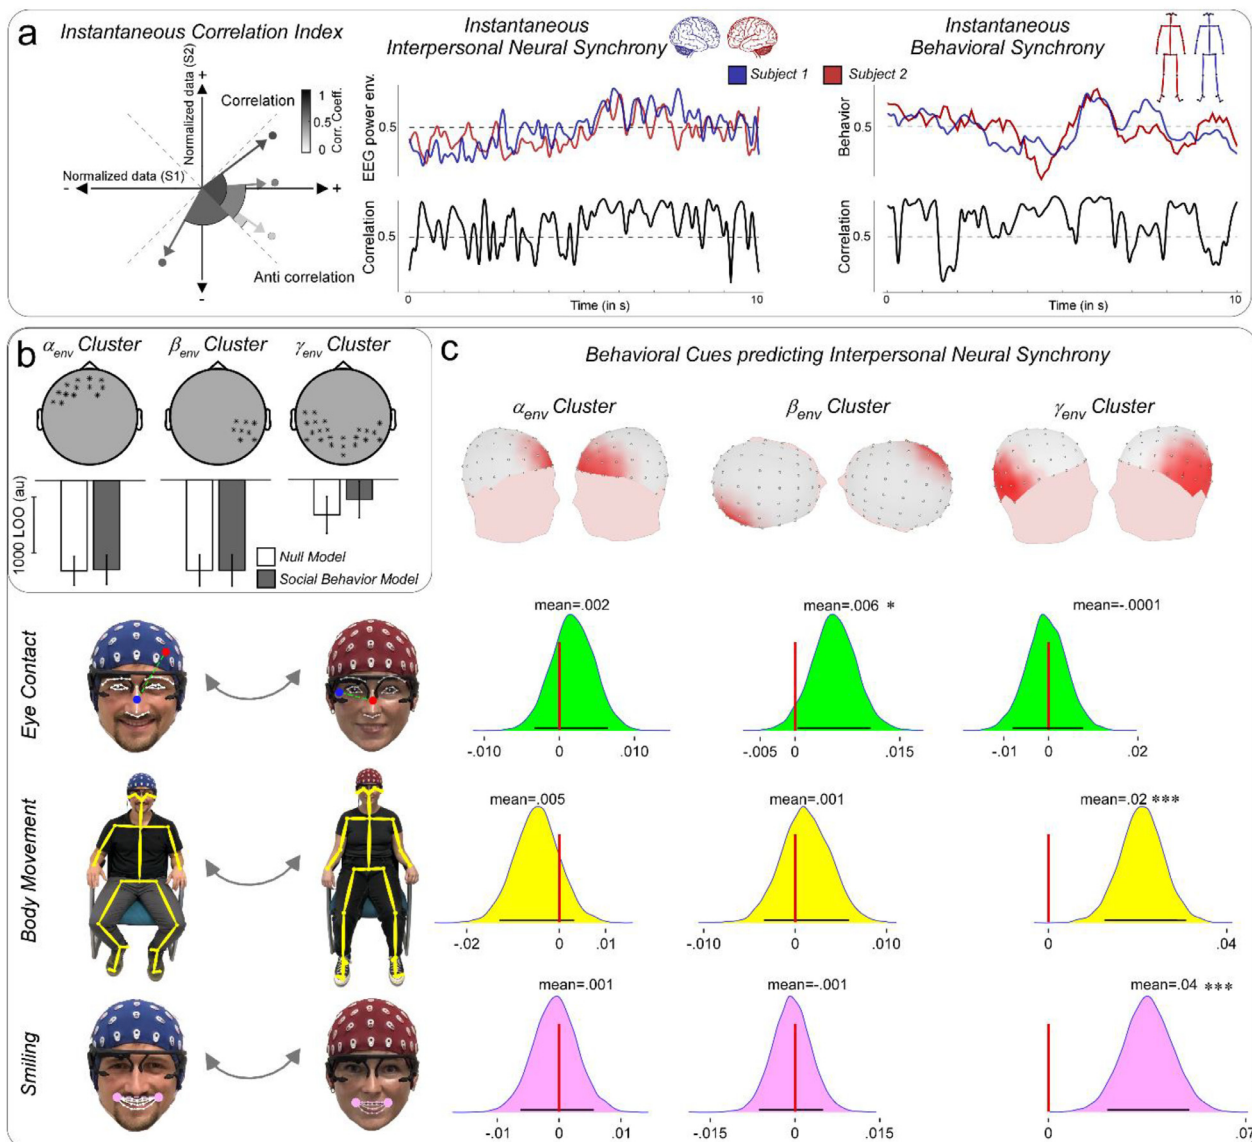 a
Instantaneous Correlation Index
Instantaneous
Interpersonal Neural Synchrony
Instantaneous
Behavioral Synchrony
Subject 1
Subject 2
Normalized data (S2)
+
Correlation
1
0.5
0
Corr. Coeff.
Normalized data (S1)
-
+
Anti correlation
-
EEG power env.
0.5
Correlation
0.5
0
10
Time (in s)
Behavior
0.5
Correlation
0.5
0
10
Time (in s)
b
αenv Cluster
βenv Cluster
γenv Cluster
1000 LOO (au)
Null Model
Social Behavior Model
c
Behavioral Cues predicting Interpersonal Neural Synchrony
αenv Cluster
βenv Cluster
γenv Cluster
Eye Contact
mean=.002
-.010
0
.010
mean=.006 *
-.005
0
.015
mean=-.0001
-.01
0
.02
Body Movement
mean=.005
-.02
0
.01
mean=.001
-.010
0
.010
mean=.02 ***
0
.04
Smiling
mean=.001
-.01
0
.01
mean=-.001
-.015
0
.015
mean=.04 ***
0
.07